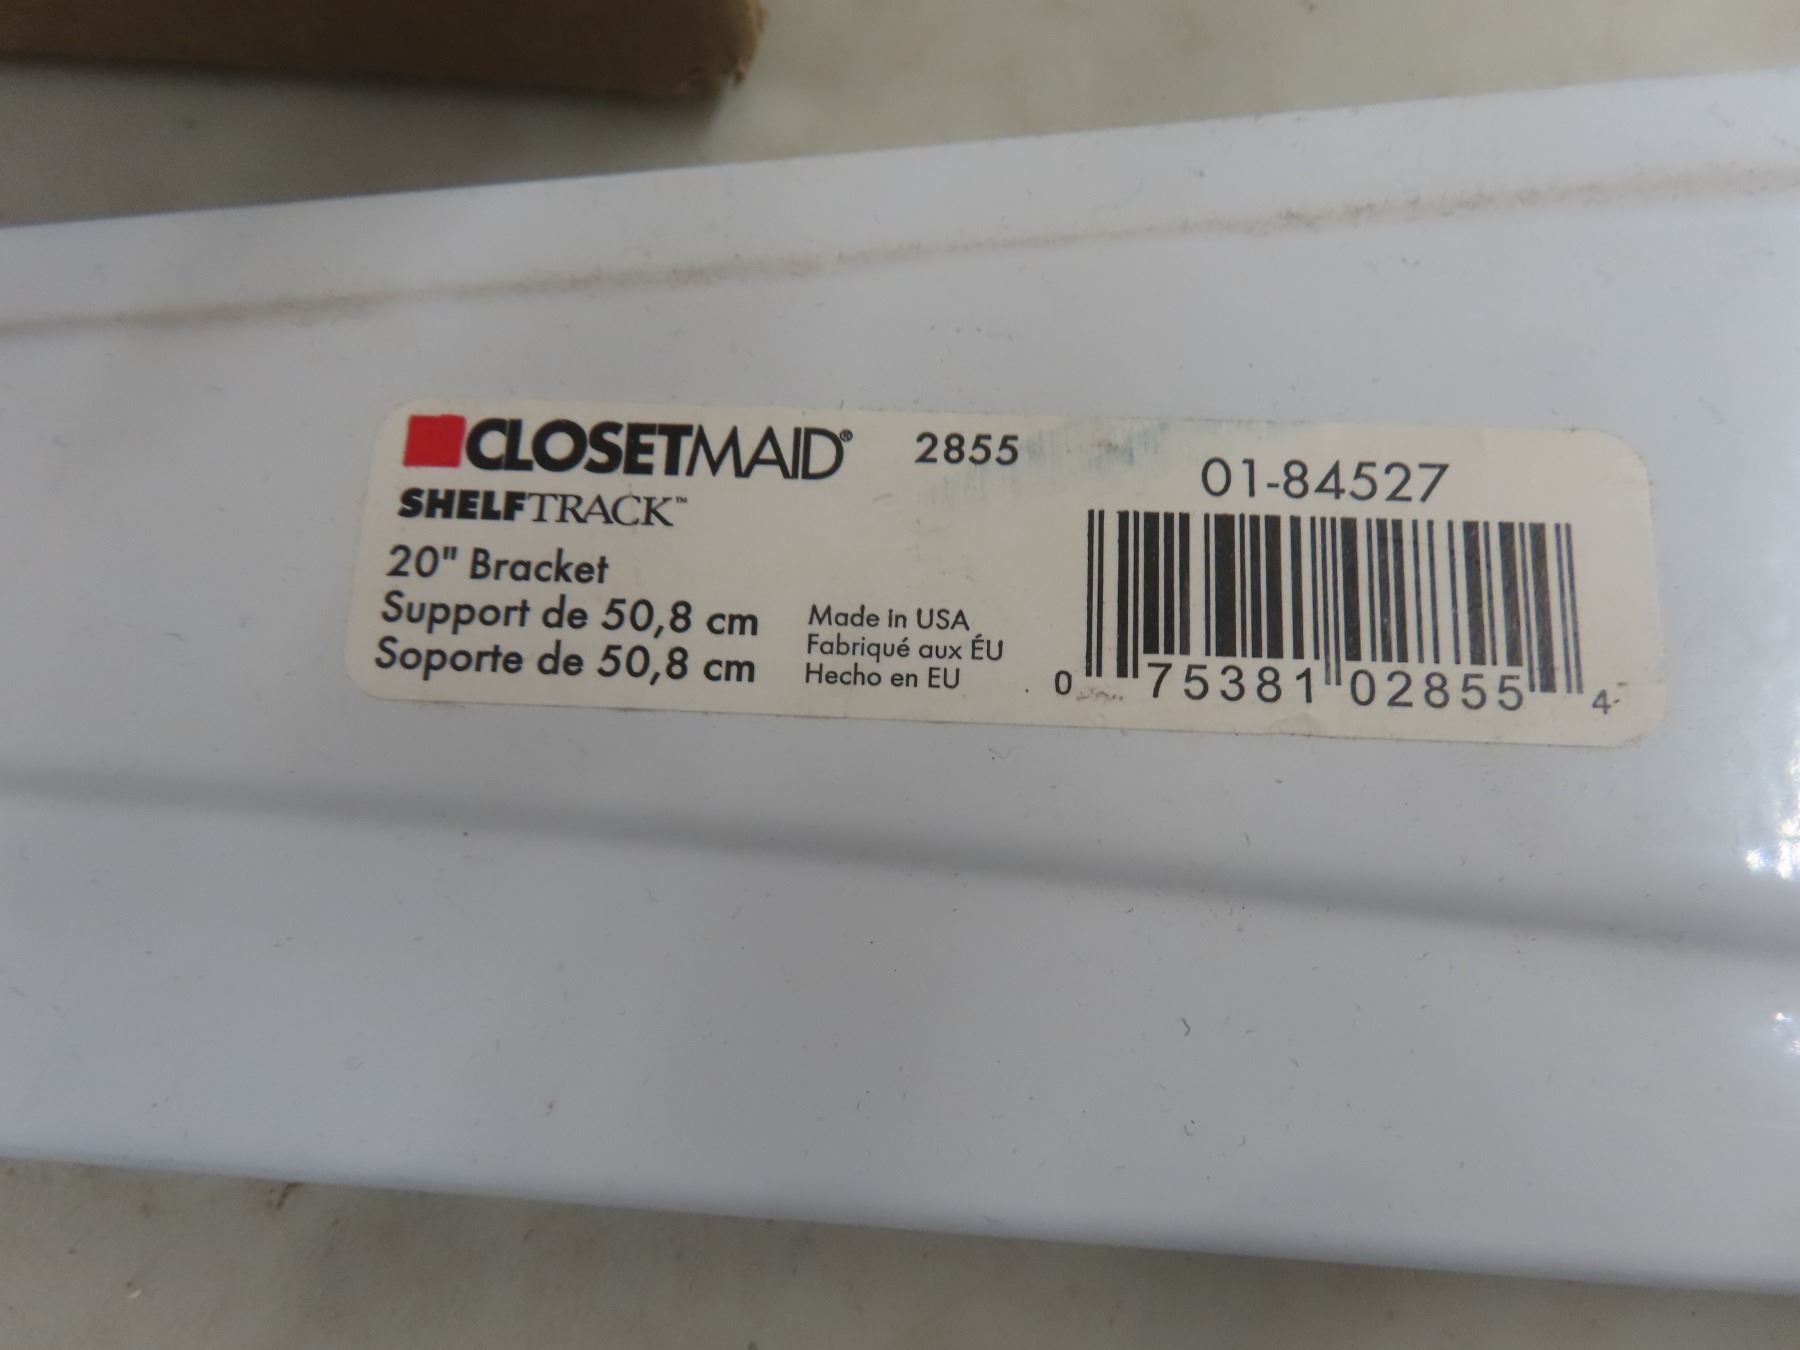 CLOSETMAID® 2855
SHELFTRACK™
20" Bracket
Support de 50,8 cm
Soporte de 50,8 cm
Made in USA
Fabriqué aux ÉU
Hecho en EU
01-84527
0 75381 02855 4